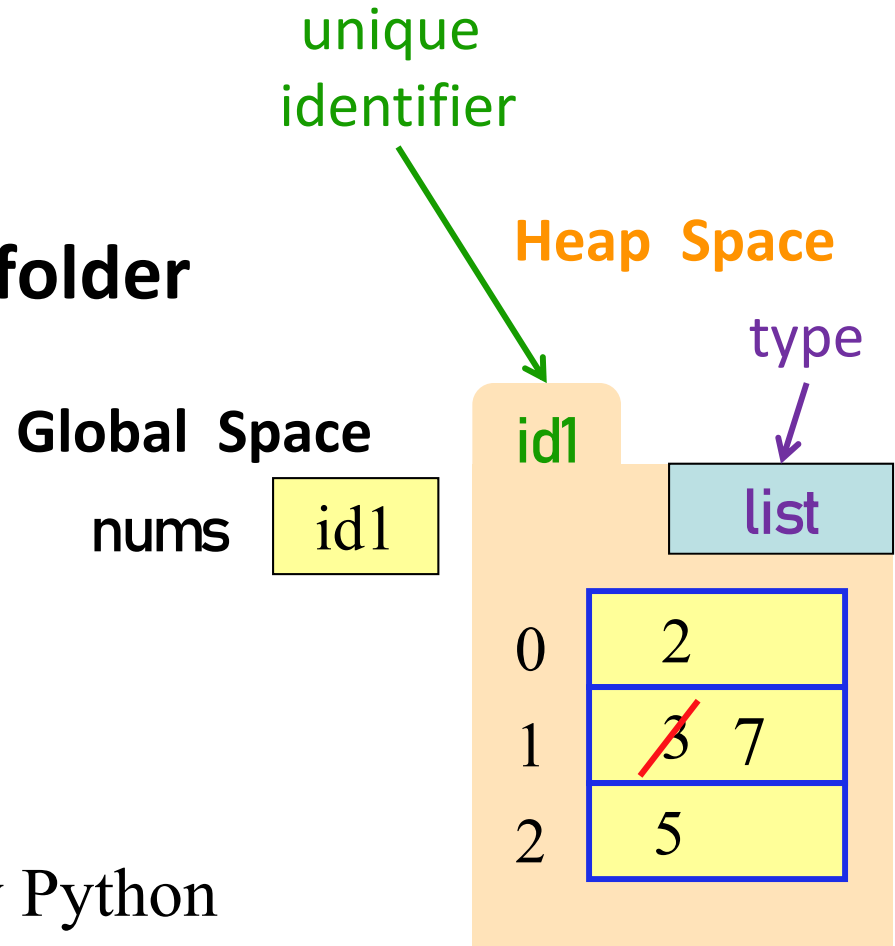 unique
identifier
folder
Heap Space
type
Global Space
id1
nums id1
list
0 2
1 3 7
2 5
Python